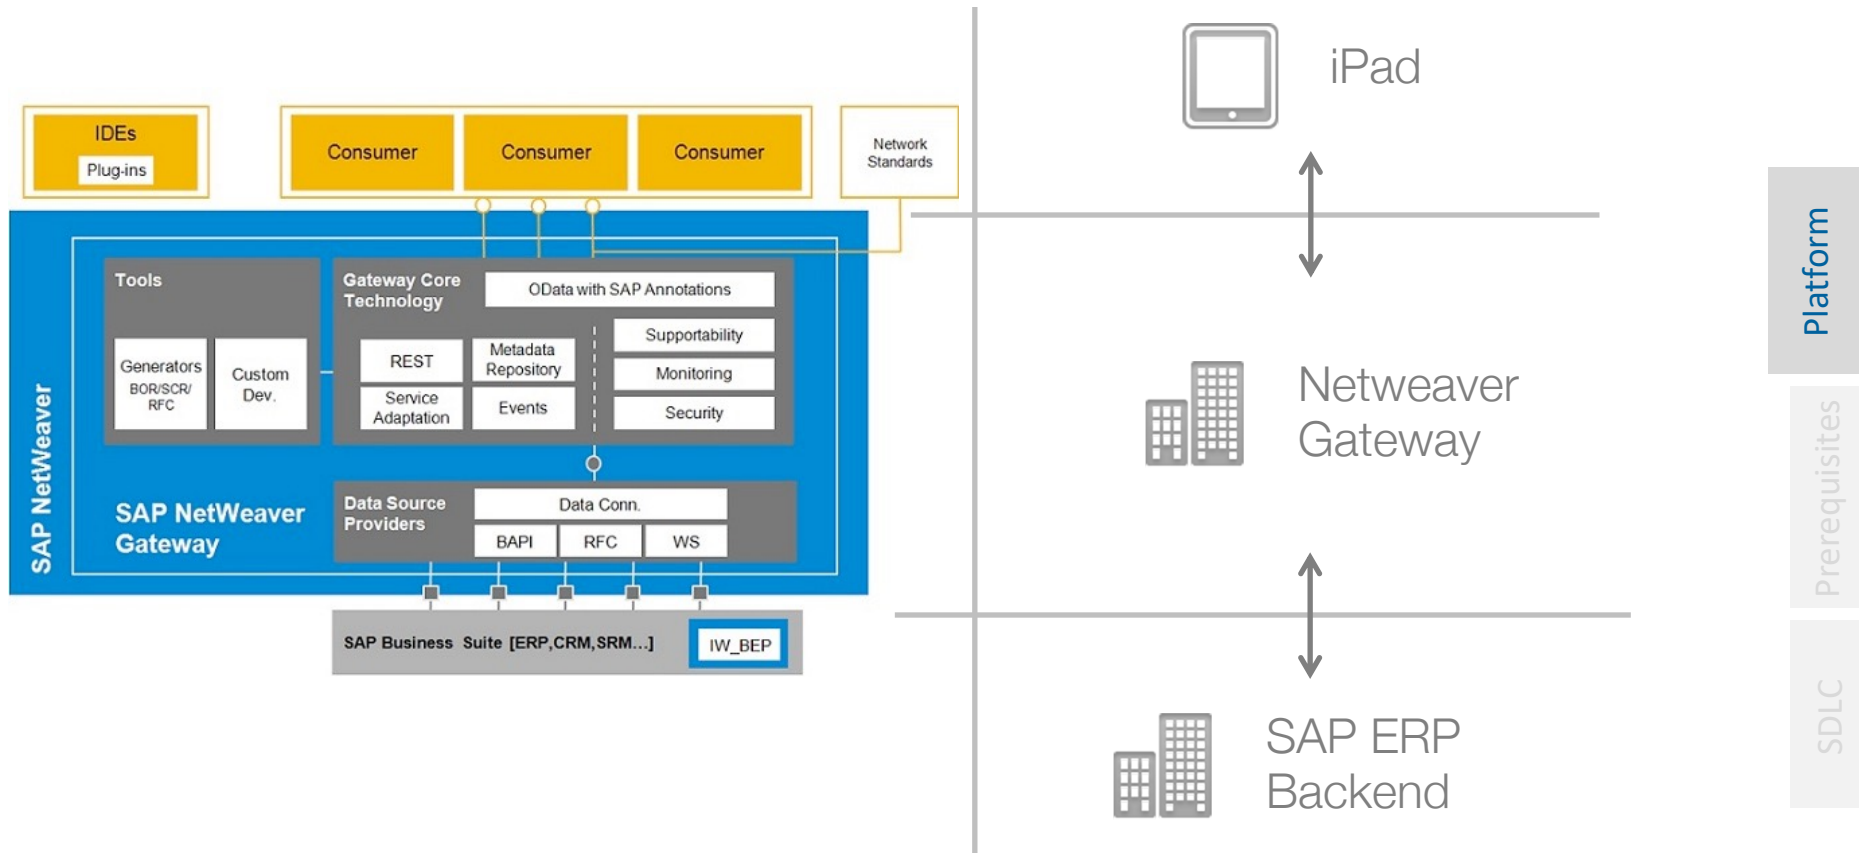 IDEs
Plug-ins
Consumer
Consumer
Consumer
Network
Standards
SAP NetWeaver
Tools
Generators
BOR/SCR/
RFC
Custom
Dev.
Gateway Core
Technology
OData with SAP Annotations
REST
Metadata
Repository
Service
Adaptation
Events
Supportability
Monitoring
Security
SAP NetWeaver
Gateway
Data Source
Providers
Data Conn.
BAPI
RFC
WS
SAP Business Suite [ERP,CRM,SRM...]
IW_BEP
iPad
Netweaver
Gateway
SAP ERP
Backend
Platform
Prerequisites
SDLC